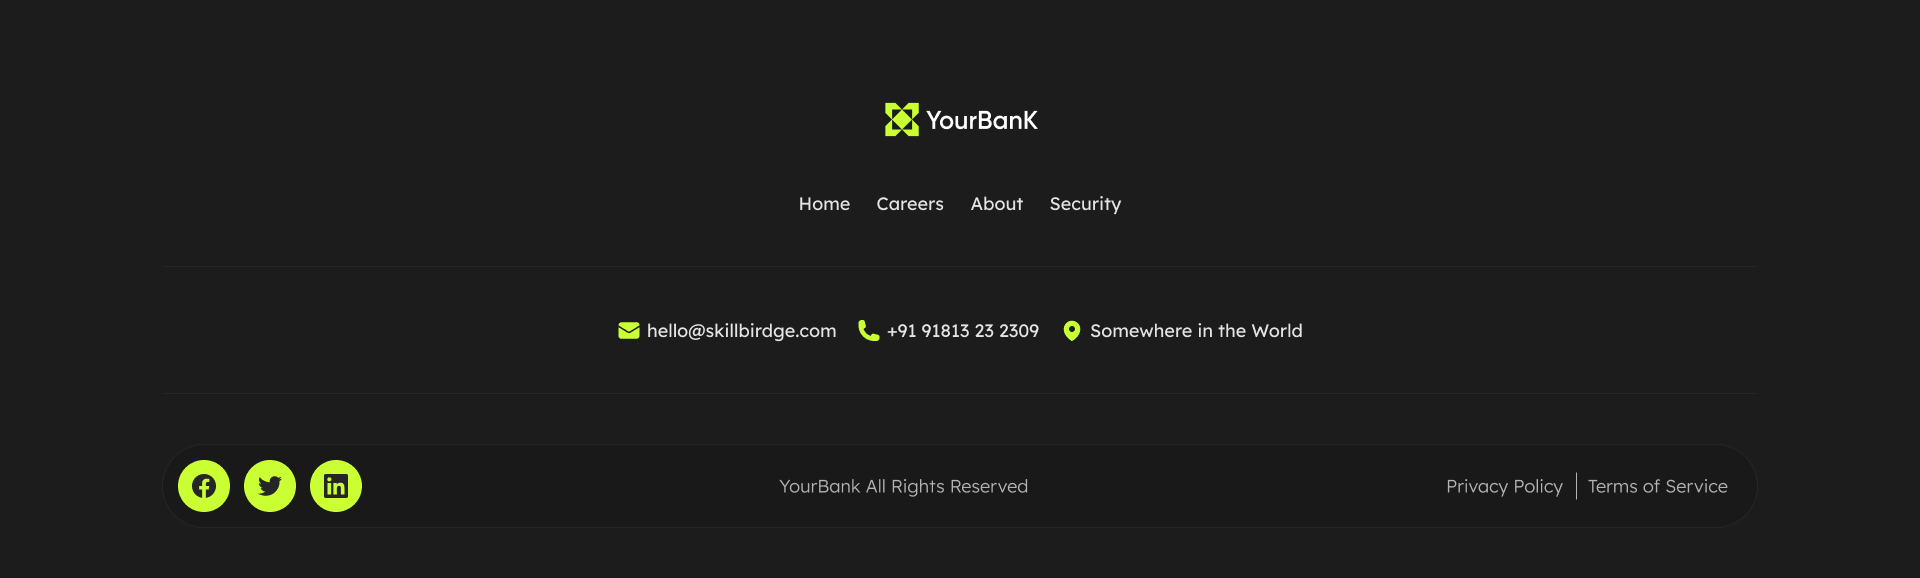 YourBanK
Home Careers About Security
hello@skillbirdge.com +91 91813 23 2309 Somewhere in the World
YourBank All Rights Reserved Privacy Policy Terms of Service